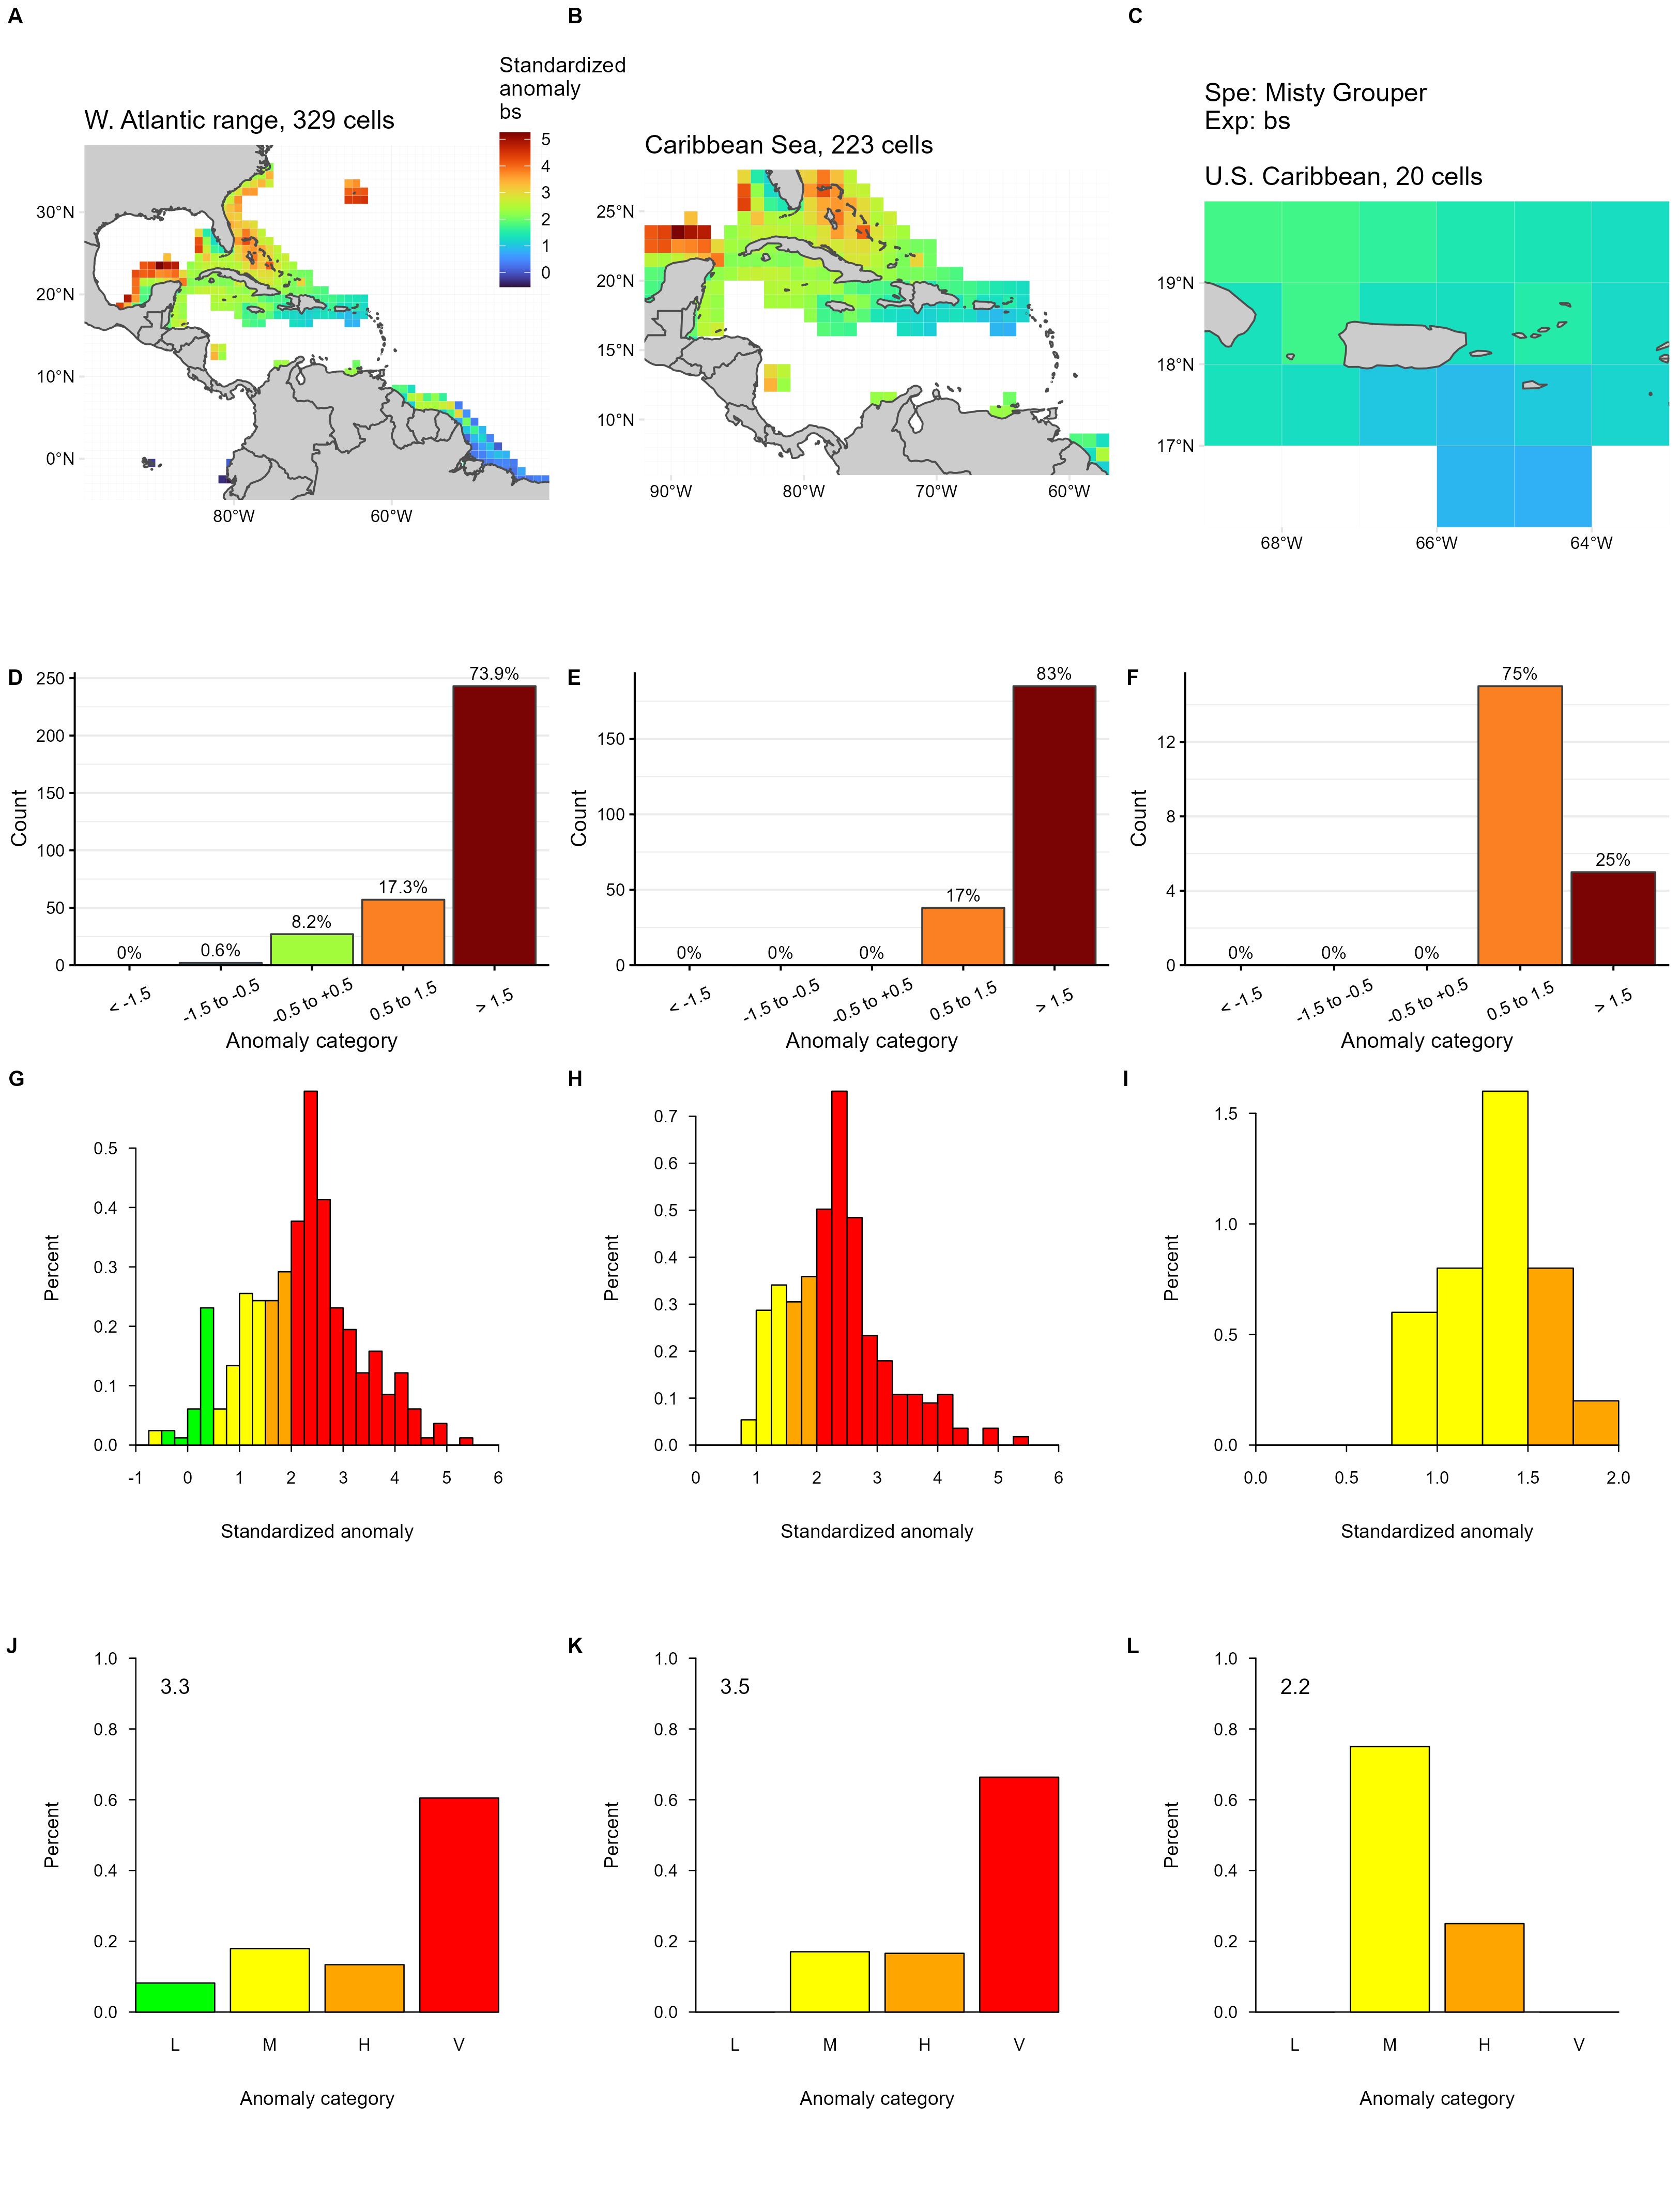 A
B
C
Standardized
anomaly
bs
5
4
3
2
1
0
W. Atlantic range, 329 cells
30°N
20°N
10°N
0°N
80°W
60°W
Caribbean Sea, 223 cells
25°N
20°N
15°N
10°N
90°W
80°W
70°W
60°W
Spe: Misty Grouper
Exp: bs
U.S. Caribbean, 20 cells
19°N
18°N
17°N
68°W
66°W
64°W
D
Count
250
200
150
100
50
0
0%
0.6%
8.2%
17.3%
73.9%
< -1.5
-1.5 to -0.5
-0.5 to +0.5
0.5 to 1.5
> 1.5
Anomaly category
E
Count
150
100
50
0
0%
0%
0%
17%
83%
< -1.5
-1.5 to -0.5
-0.5 to +0.5
0.5 to 1.5
> 1.5
Anomaly category
F
Count
12
8
4
0
0%
0%
0%
75%
25%
< -1.5
-1.5 to -0.5
-0.5 to +0.5
0.5 to 1.5
> 1.5
Anomaly category
G
Percent
0.5
0.4
0.3
0.2
0.1
0.0
-1
0
1
2
3
4
5
6
Standardized anomaly
H
Percent
0.7
0.6
0.5
0.4
0.3
0.2
0.1
0.0
0
1
2
3
4
5
6
Standardized anomaly
I
Percent
1.5
1.0
0.5
0.0
0.0
0.5
1.0
1.5
2.0
Standardized anomaly
J
Percent
1.0
0.8
0.6
0.4
0.2
0.0
3.3
L
M
H
V
Anomaly category
K
Percent
1.0
0.8
0.6
0.4
0.2
0.0
3.5
L
M
H
V
Anomaly category
L
Percent
1.0
0.8
0.6
0.4
0.2
0.0
2.2
L
M
H
V
Anomaly category